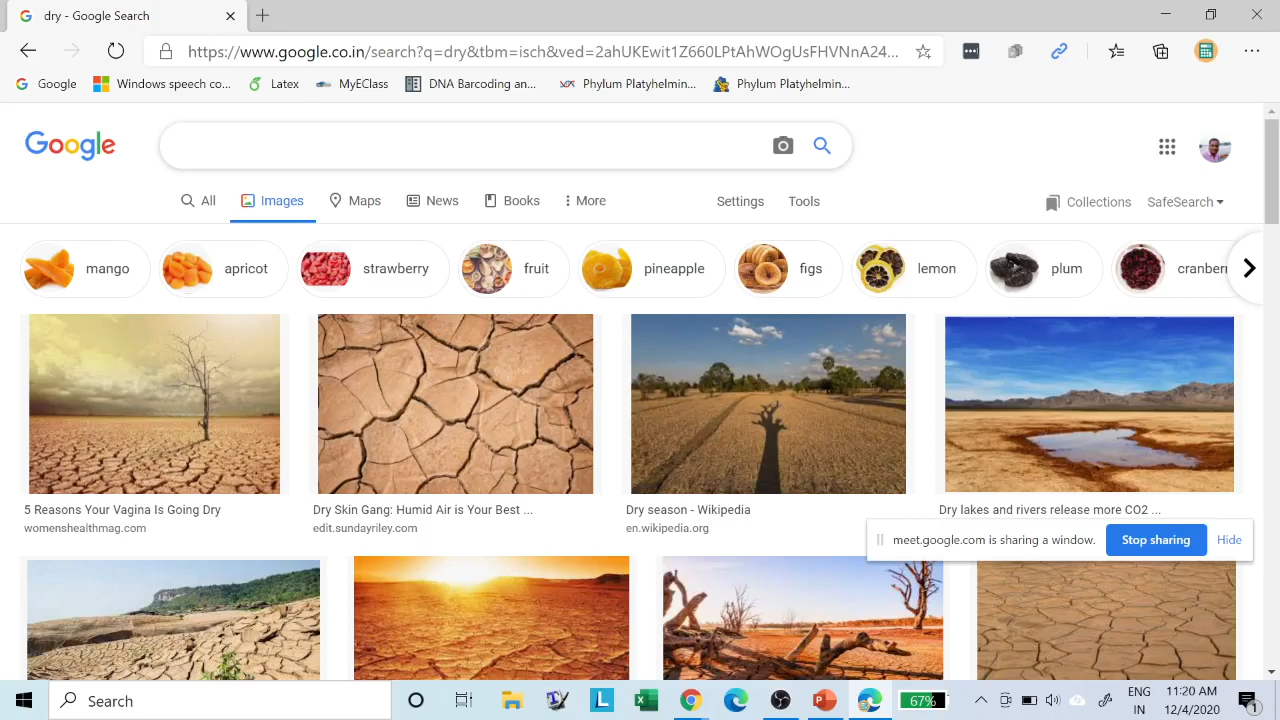 dry - Google Search
https://www.google.co.in/search?q=dry&tbm=isch&ved=2ahUKEwit1Z660LPtAhWOgUsFHVNnA24...
Google Windows speech co... Latex MyEClass DNA Barcoding an... Phylum Platyhelmin... Phylum Platyhelmin...
Google
All Images Maps News Books More Settings Tools Collections SafeSearch
mango apricot strawberry fruit pineapple figs lemon plum cranberr
5 Reasons Your Vagina Is Going Dry
womenshealthmag.com
Dry Skin Gang: Humid Air is Your Best ...
edit.sundayriley.com
Dry season - Wikipedia
en.wikipedia.org
Dry lakes and rivers release more CO2 ...
meet.google.com is sharing a window. Stop sharing Hide
Search
67%
ENG
IN
11:20 AM
12/4/2020
1